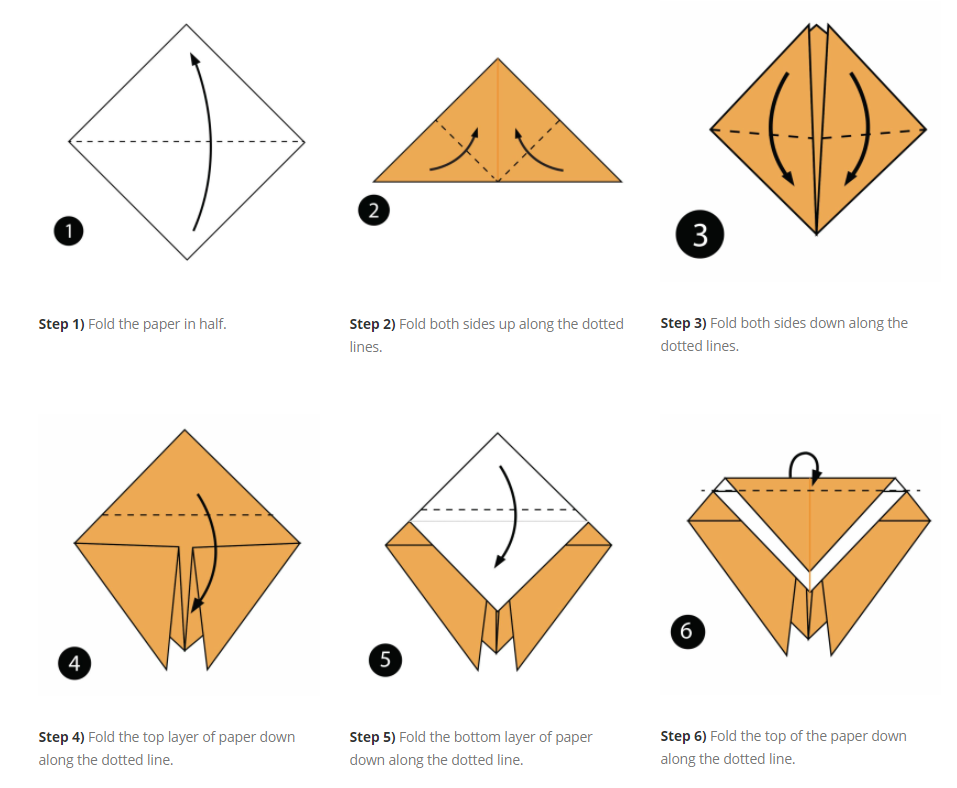 1
2
3
Step 1) Fold the paper in half.
Step 2) Fold both sides up along the dotted
lines.
Step 3) Fold both sides down along the
dotted lines.
4
5
6
Step 4) Fold the top layer of paper down
along the dotted line.
Step 5) Fold the bottom layer of paper
down along the dotted line.
Step 6) Fold the top of the paper down
along the dotted line.